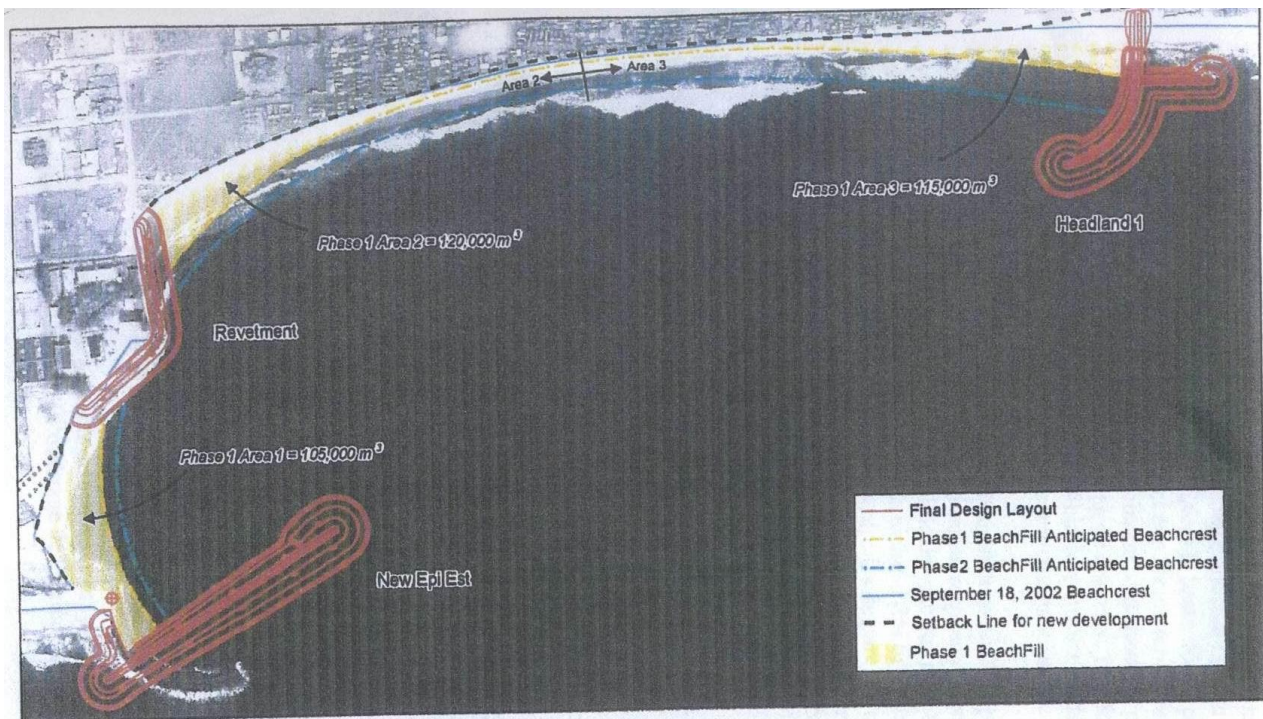 Area 2
Area 3
Phase 1 Area 3 = 115,000 m³
Headland 1
Phase 1 Area 2 = 120,000 m³
Revetment
Phase 1 Area 1 = 105,000 m³
New Epi Est
Final Design Layout
Phase1 BeachFill Anticipated Beachcrest
Phase2 BeachFill Anticipated Beachcrest
September 18, 2002 Beachcrest
Setback Line for new development
Phase 1 BeachFill